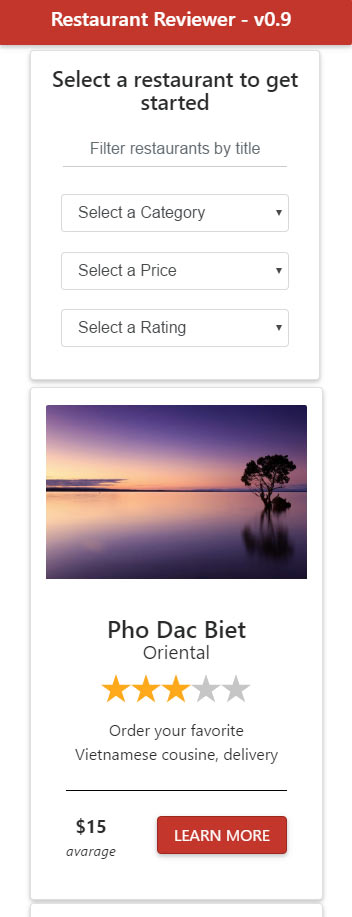 Restaurant Reviewer - v0.9
Select a restaurant to get
started
Filter restaurants by title
Select a Category
Select a Price
Select a Rating
Pho Dac Biet
Oriental
Order your favorite
Vietnamese cousine, delivery
$15
avarage
LEARN MORE